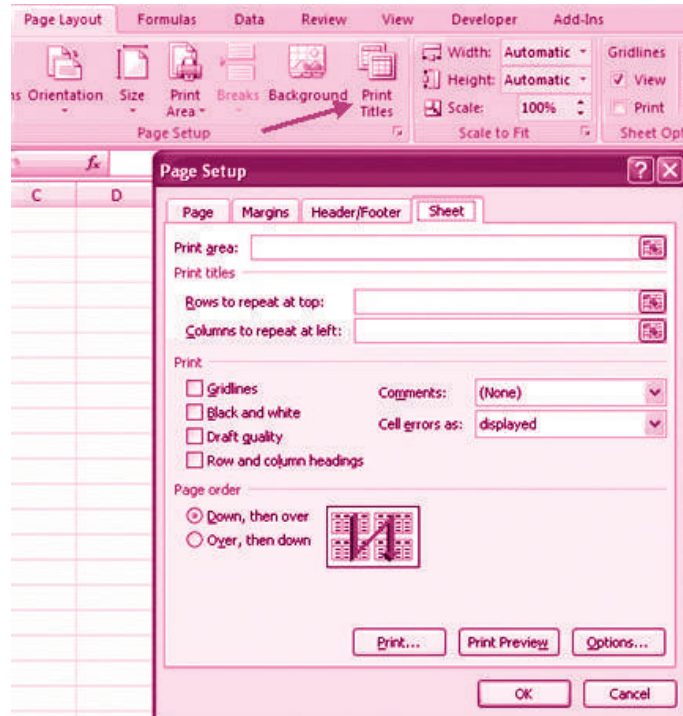 Page Layout Formulas Data Review View Developer Add-Ins
Width: Automatic Gridlines
Height: Automatic View
ns Orientation Size Print Breaks Background Print Scale: 100% Print
Area Titles
Page Setup Scale to Fit Sheet Opt
fx
C D
Page Setup
Page Margins Header/Footer Sheet
Print area:
Print titles
Rows to repeat at top:
Columns to repeat at left:
Print
Gridlines Comments: (None)
Black and white Cell errors as: displayed
Draft quality
Row and column headings
Page order
Down, then over
Over, then down
Print... Print Preview Options...
OK Cancel